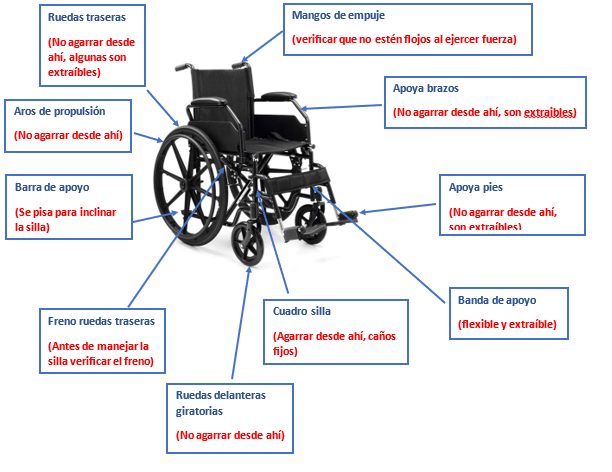 Ruedas traseras
(No agarrar desde
ahí, algunas son
extraíbles)
Mangos de empuje
(verificar que no estén flojos al ejercer fuerza)
Apoya brazos
(No agarrar desde ahí, son extraibles)
Aros de propulsión
(No agarrar desde ahí)
Barra de apoyo
(Se pisa para inclinar
la silla)
Apoya pies
(No agarrar desde ahí,
son extraíbles)
Freno ruedas traseras
(Antes de manejar la
silla verificar el freno)
Cuadro silla
(Agarrar desde ahí, caños
fijos)
Banda de apoyo
(flexible y extraíble)
Ruedas delanteras
giratorias
(No agarrar desde ahí)